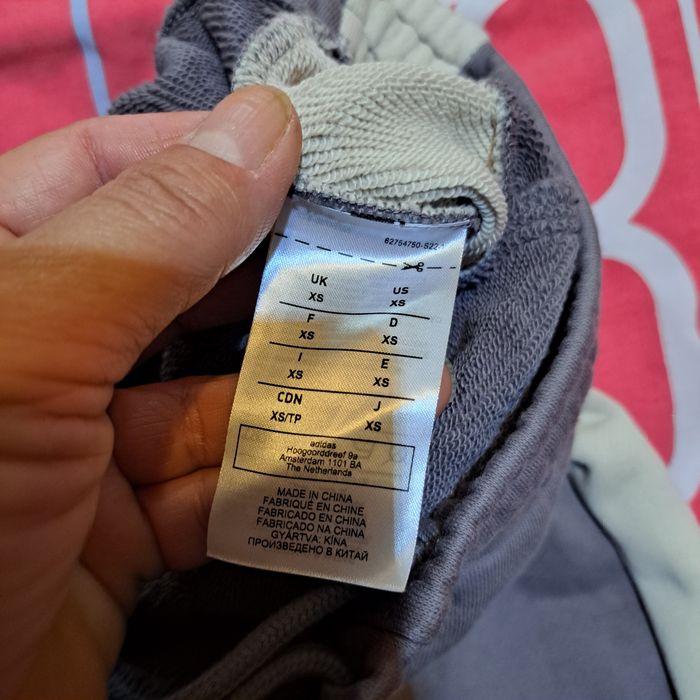 62754750-S22-1
UK US
XS XS
F D
XS XS
I E
XS XS
CDN J
XS/TP XS
adidas
Hoogoorddreef 9a
Amsterdam 1101 BA
The Netherlands
MADE IN CHINA
FABRIQUÉ EN CHINE
FABRICADO EN CHINA
FABRICADO NA CHINA
GYÁRTVA: KÍNA
ПРОИЗВЕДЕНО В КИТАЙ